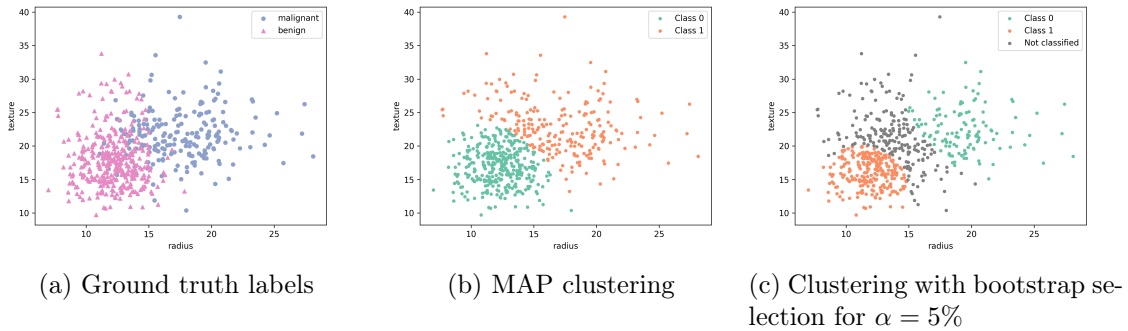 40
35
30
25
20
15
10
texture
10
15
20
25
radius
malignant
benign
(a) Ground truth labels
40
35
30
25
20
15
10
texture
10
15
20
25
radius
Class 0
Class 1
(b) MAP clustering
40
35
30
25
20
15
10
texture
10
15
20
25
radius
Class 0
Class 1
Not classified
(c) Clustering with bootstrap se-
lection for α = 5%